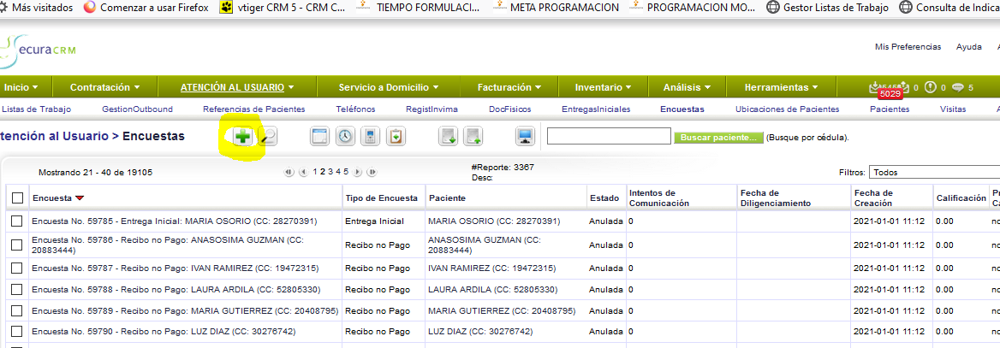 Más visitados Comenzar a usar Firefox vtiger CRM 5 - CRM C... TIEMPO FORMULACI... META PROGRAMACION PROGRAMACION MO... Gestor Listas de Trabajo Consulta de Indica
ecuraCRM
Mis Preferencias Ayuda
Inicio Contratación ATENCIÓN AL USUARIO Servicio a Domicilio Facturación Inventario Análisis Herramientas 0 0 5
5029
Listas de Trabajo GestionOutbound Referencias de Pacientes Teléfonos RegistInvima DocFisicos EntregasIniciales Encuestas Ubicaciones de Pacientes Pacientes Visitas
tención al Usuario > Encuestas Buscar paciente... (Busque por cédula).
Mostrando 21 - 40 de 19105 1 2 3 4 5 #Reporte: 3367
Desc:
Filtros: Todos
Encuesta Tipo de Encuesta Paciente Estado Intentos de Comunicación Fecha de Diligenciamiento Fecha de Creación Calificación
Encuesta No. 59785 - Entrega Inicial: MARIA OSORIO (CC: 28270391) Entrega Inicial MARIA OSORIO (CC: 28270391) Anulada 0 2021-01-01 11:12 0.00 no
Encuesta No. 59786 - Recibo no Pago: ANASOSIMA GUZMAN (CC: 20883444) Recibo no Pago ANASOSIMA GUZMAN (CC: 20883444) Anulada 0 2021-01-01 11:12 0.00 no
Encuesta No. 59787 - Recibo no Pago: IVAN RAMIREZ (CC: 19472315) Recibo no Pago IVAN RAMIREZ (CC: 19472315) Anulada 0 2021-01-01 11:12 0.00 no
Encuesta No. 59788 - Recibo no Pago: LAURA ARDILA (CC: 52805330) Recibo no Pago LAURA ARDILA (CC: 52805330) Anulada 0 2021-01-01 11:12 0.00 no
Encuesta No. 59789 - Recibo no Pago: MARIA GUTIERREZ (CC: 20408795) Recibo no Pago MARIA GUTIERREZ (CC: 20408795) Anulada 0 2021-01-01 11:12 0.00 no
Encuesta No. 59790 - Recibo no Pago: LUZ DIAZ (CC: 30276742) Recibo no Pago LUZ DIAZ (CC: 30276742) Anulada 0 2021-01-01 11:12 0.00 no